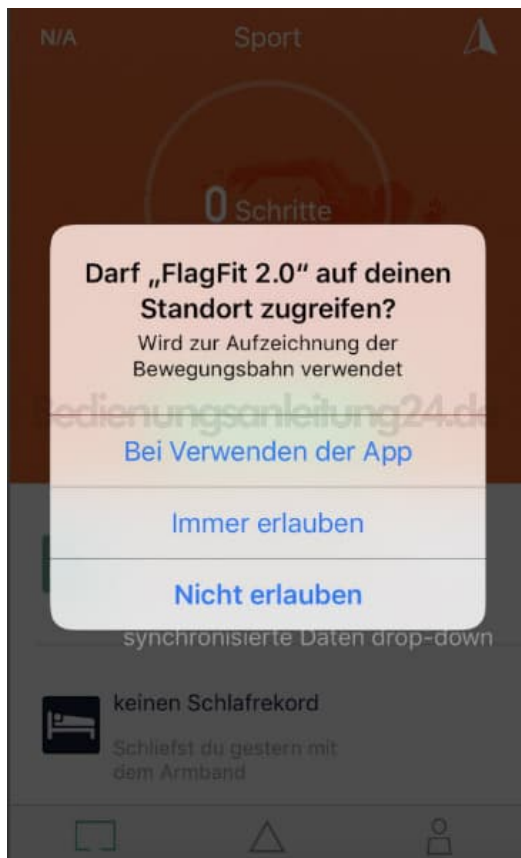 N/A Sport
0 Schritte
Darf „FlagFit 2.0“ auf deinen
Standort zugreifen?
Wird zur Aufzeichnung der
Bewegungsbahn verwendet
Bedienungsanleitung24.de
Bei Verwenden der App
Immer erlauben
Nicht erlauben
synchronisierte Daten drop-down
keinen Schlafrekord
Schliefst du gestern mit
dem Armband